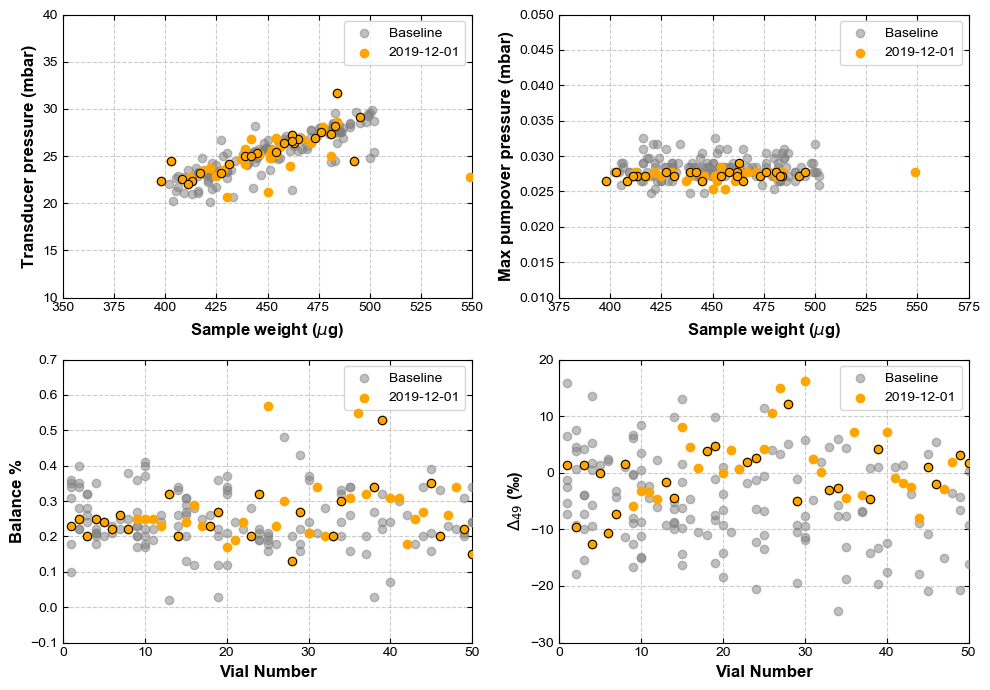 Transducer pressure (mbar)
40
35
30
25
20
15
10
350 375 400 425 450 475 500 525 550
Sample weight (μg)
Baseline
2019-12-01
Max pumpover pressure (mbar)
0.050
0.045
0.040
0.035
0.030
0.025
0.020
0.015
0.010
375 400 425 450 475 500 525 550 575
Sample weight (μg)
Baseline
2019-12-01
Balance %
0.7
0.6
0.5
0.4
0.3
0.2
0.1
0.0
−0.1
0 10 20 30 40 50
Vial Number
Baseline
2019-12-01
Δ49 (‰)
20
10
0
−10
−20
−30
0 10 20 30 40 50
Vial Number
Baseline
2019-12-01